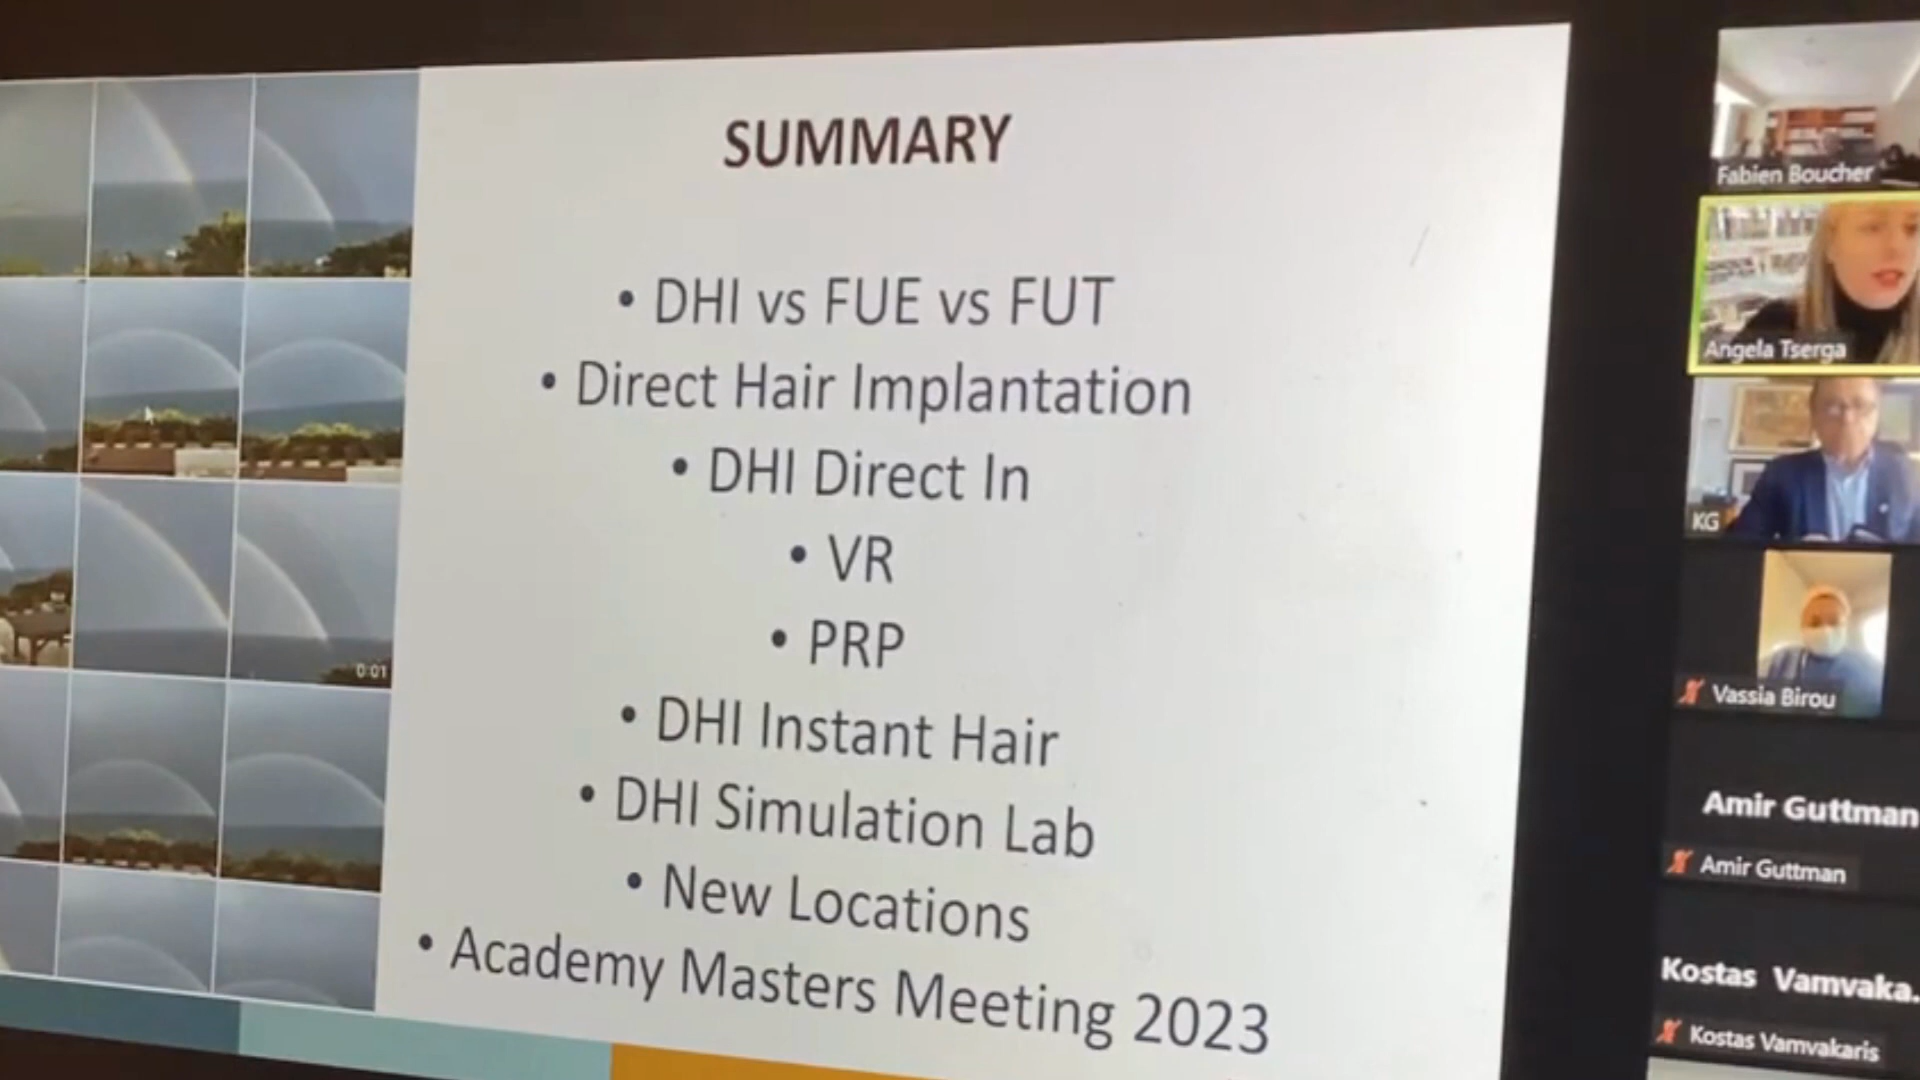 SUMMARY
• DHI vs FUE vs FUT
• Direct Hair Implantation
• DHI Direct In
• VR
• PRP
• DHI Instant Hair
• DHI Simulation Lab
• New Locations
• Academy Masters Meeting 2023
0:01
Fabien Boucher
Angela Tserga
KG
Vassia Birou
Amir Guttman
Amir Guttman
Kostas Vamvaka...
Kostas Vamvakaris